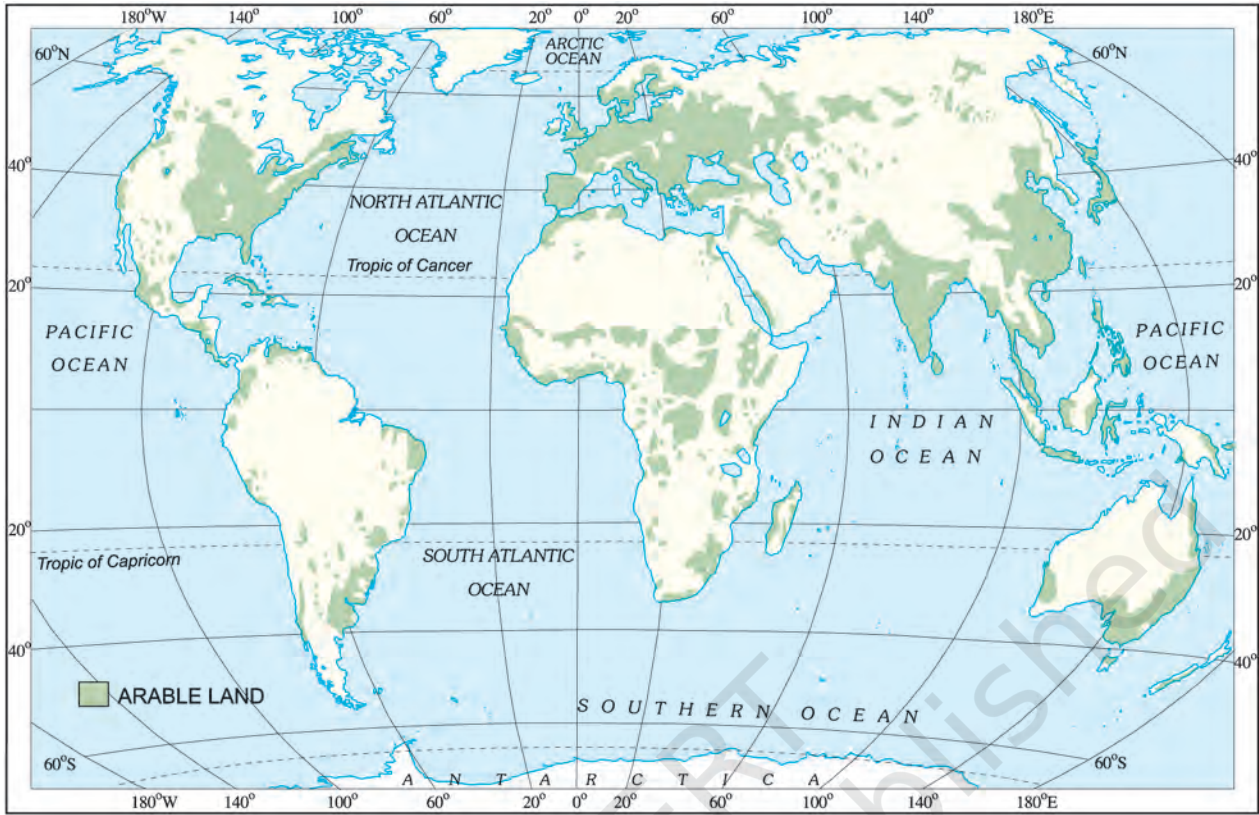 180°W 140° 100° 60° 20° 0° 20° 60° 100° 140° 180°E
60°N
ARCTIC
OCEAN
60°N
40°
40°
NORTH ATLANTIC
OCEAN
Tropic of Cancer
20°
20°
PACIFIC
OCEAN
PACIFIC
OCEAN
INDIAN
OCEAN
20°
20°
Tropic of Capricorn
SOUTH ATLANTIC
OCEAN
40°
40°
ARABLE LAND
SOUTHERN OCEAN
60°S
60°S
ANTARCTICA
180°W 140° 100° 60° 20° 0° 20° 60° 100° 140° 180°E